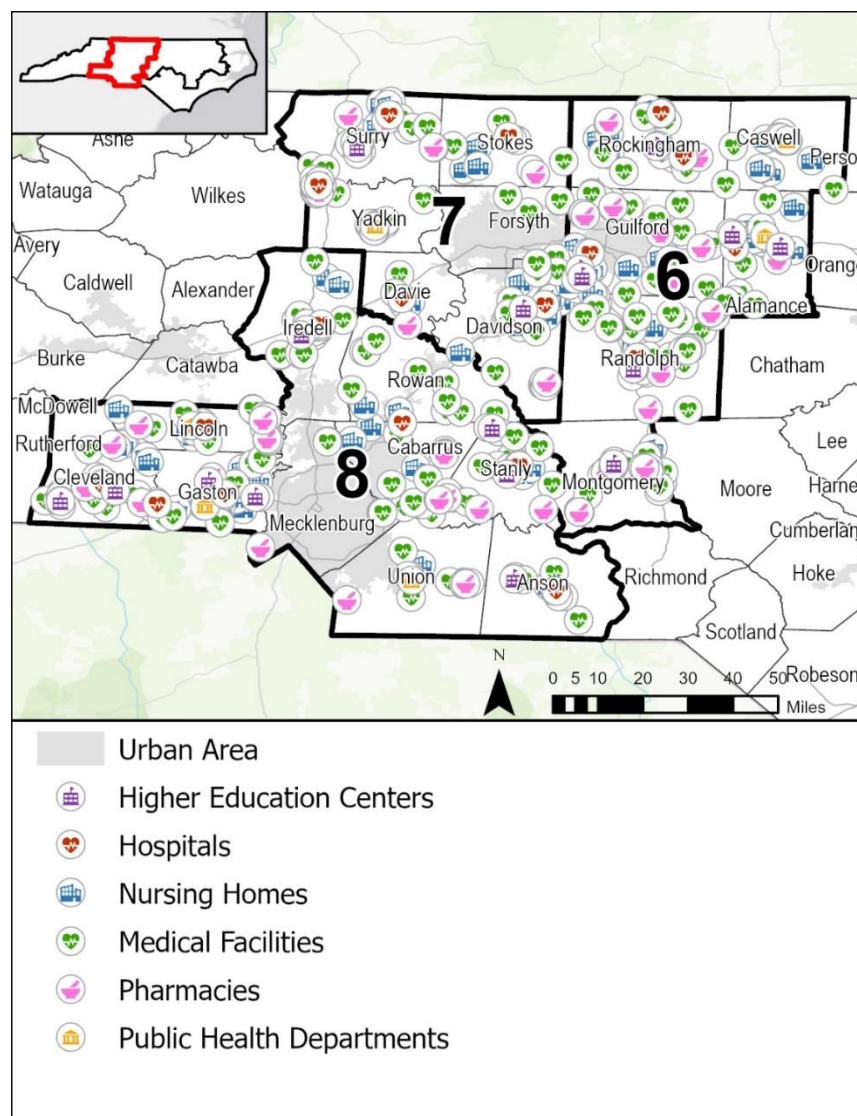 Ashe
Surry
Stokes
Rockingham
Caswell
Perso
Watauga
Wilkes
Yadkin
7
Forsyth
Guilford
Avery
6
Orange
Caldwell
Alexander
Davie
Alamance
Iredell
Davidson
Burke
Catawba
Rowan
Randolph
Chatham
McDowell
Lincoln
Rutherford
Cabarrus
Lee
Cleveland
8
Stanly
Gaston
Montgomery
Moore
Harne
Mecklenburg
Cumberlan
Union
Anson
Richmond
Hoke
Scotland
N
Robeson
0 5 10 20 30 40 50
Miles
Urban Area
Higher Education Centers
Hospitals
Nursing Homes
Medical Facilities
Pharmacies
Public Health Departments